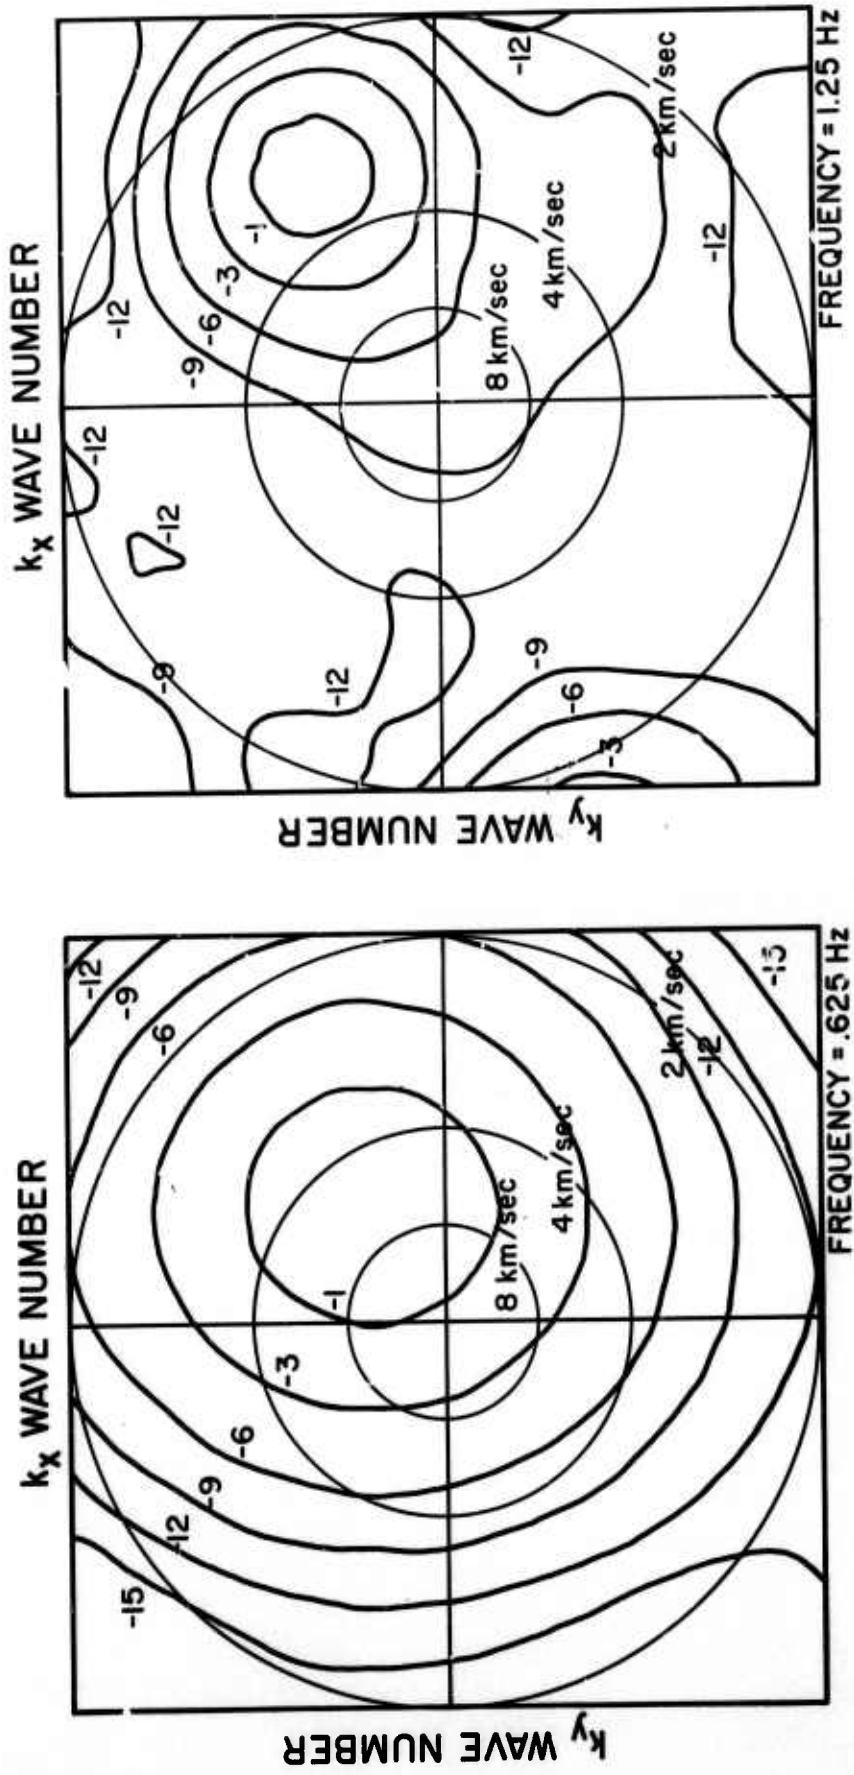 kx WAVE NUMBER
-12
-9
-6
-15
-12
-9
-6
-3
-1
8 km/sec
4 km/sec
2 km/sec
-12
-15
ky WAVE NUMBER
FREQUENCY = .625 Hz
kx WAVE NUMBER
-12
-12
-12
-9
-12
-9
-6
-3
-1
-12
8 km/sec
4 km/sec
2 km/sec
-12
-9
-6
-3
ky WAVE NUMBER
FREQUENCY = 1.25 Hz